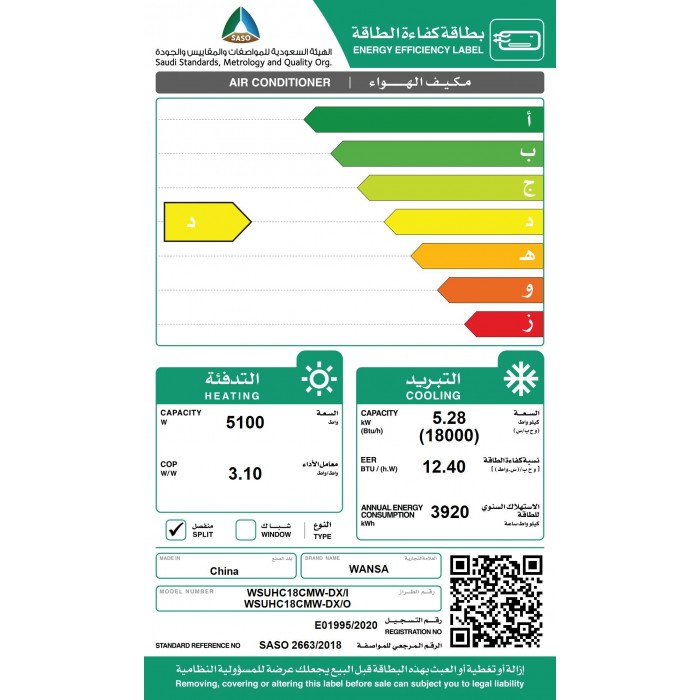 SASO
الهيئة السعودية للمواصفات والمقاييس والجودة
Saudi Standards, Metrology and Quality Org.
بطاقة كفاءة الطاقة
ENERGY EFFICIENCY LABEL
AIR CONDITIONER | مكيف الهواء
أ
ب
ج
د
د
هـ
و
ز
التدفئة
HEATING
CAPACITY
W
5100
السعة
واط
COP
W/W
3.10
معامل الأداء
واط/واط
التبريد
COOLING
CAPACITY
kW
(Btu/h)
5.28
(18000)
السعة
كيلو واط
(وح ب/س)
EER
BTU / (h.W)
12.40
نسبة كفاءة الطاقة
[وح ب/(س.واط)]
ANNUAL ENERGY
CONSUMPTION
kWh
3920
الاستهلاك السنوي
للطاقة
كيلو واط ساعة
منفصل
SPLIT
شباك
WINDOW
النوع
TYPE
MADE IN
بلد الصنع
China
BRAND NAME
العلامة التجارية
WANSA
MODEL NUMBER
رقم الطراز
WSUHC18CMW-DX/I
WSUHC18CMW-DX/O
E01995/2020
رقم التسجيل
REGISTRATION NO
STANDARD REFERENCE NO
SASO 2663/2018
الرقم المرجعي للمواصفة
إزالة أو تغطية أو العبث بهذه البطاقة قبل البيع يجعلك عرضة للمسؤولية النظامية
Removing, covering or altering this label before sale can subject you to legal liability